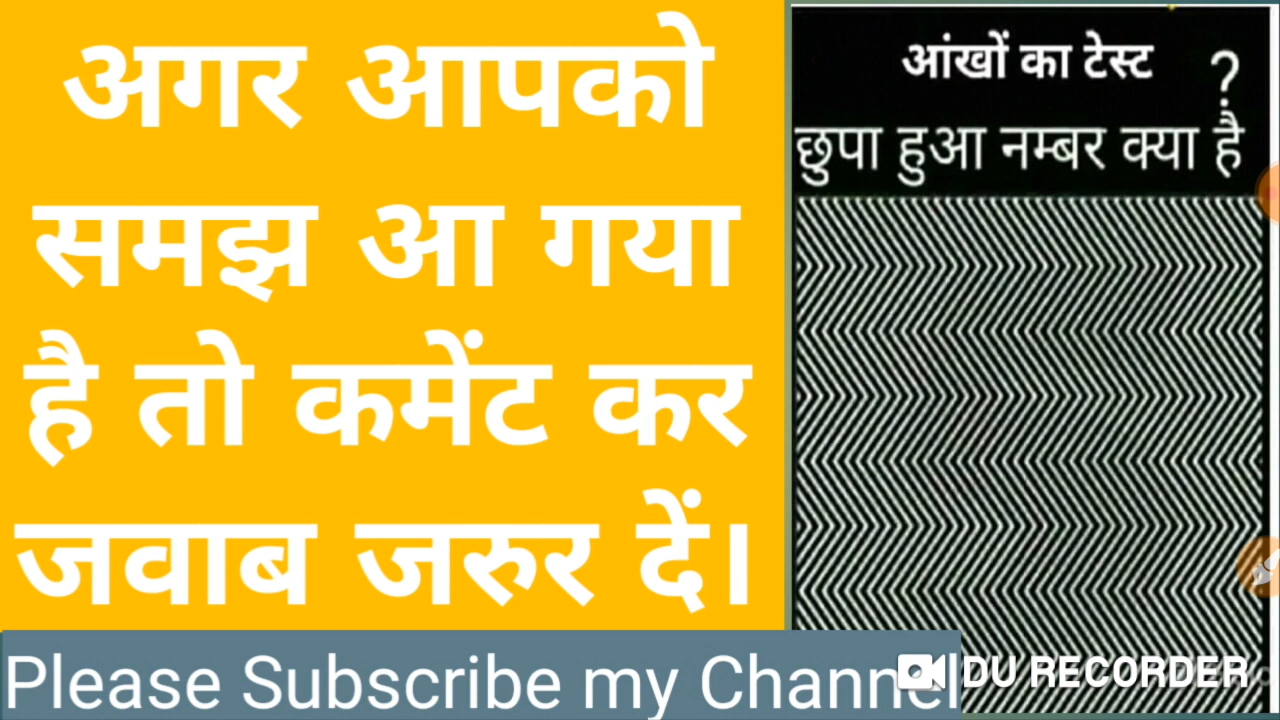 अगर आपको
समझ आ गया
है तो कमेंट कर
जवाब जरुर दें।
Please Subscribe my Channel
आंखों का टेस्ट ?
छुपा हुआ नम्बर क्या है
DU RECORDER